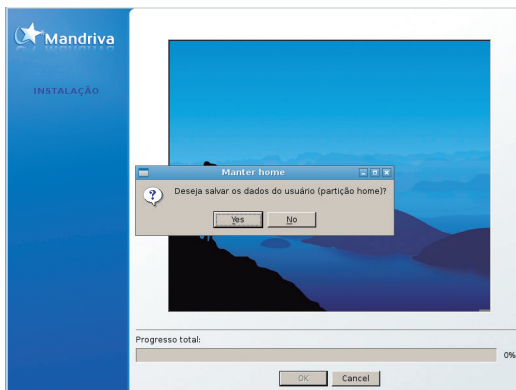 Mandriva
INSTALAÇÃO
Manter home
Deseja salvar os dados do usuário (partição home)?
Yes
No
Progresso total:
0%
OK
Cancel